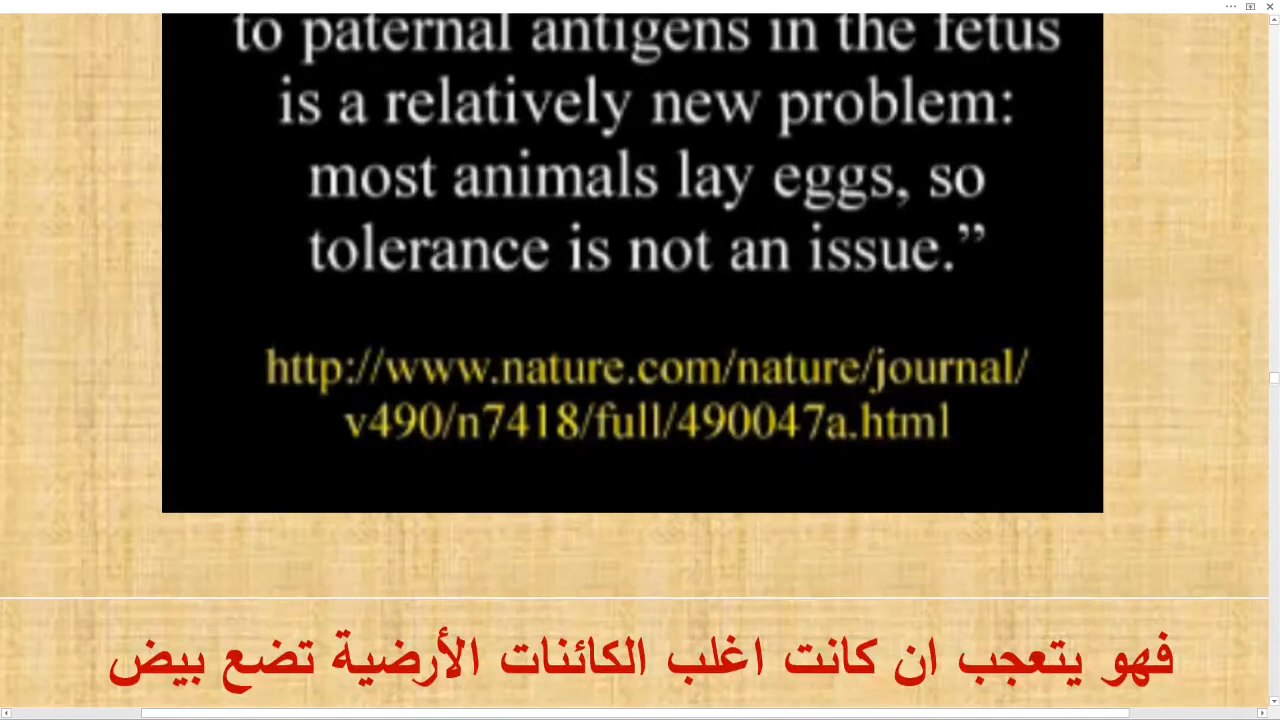 to paternal antigens in the fetus
is a relatively new problem:
most animals lay eggs, so
tolerance is not an issue.”
http://www.nature.com/nature/journal/
v490/n7418/full/490047a.html
فهو يتعجب ان كانت اغلب الكائنات الأرضية تضع بيض